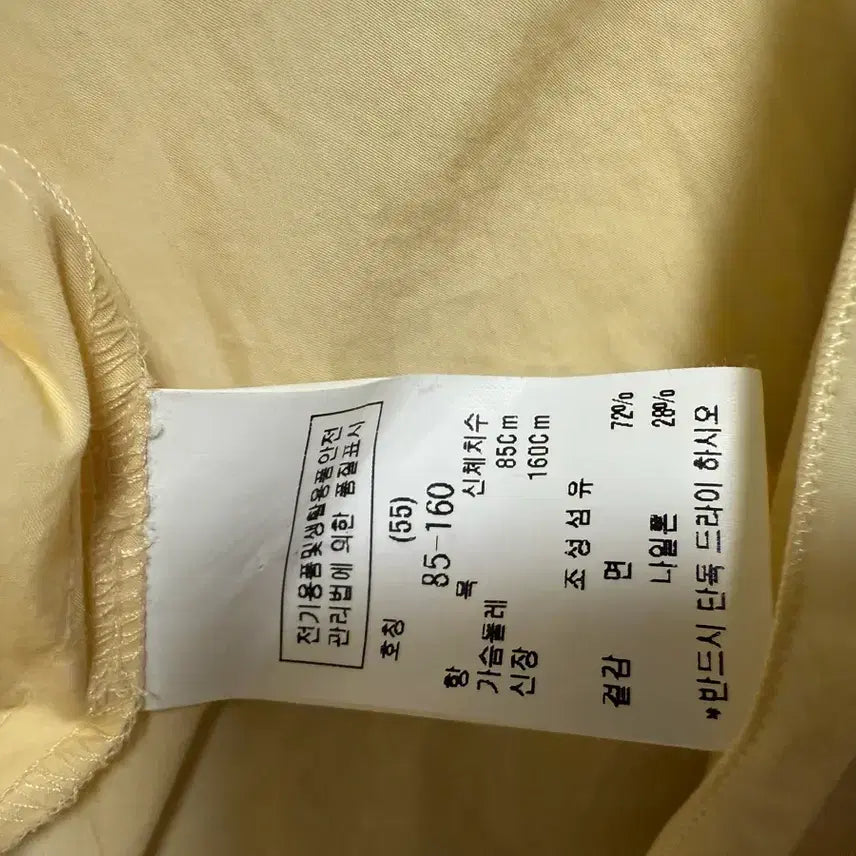 전기용품및생활용품안전
관리법에 의한 품질표시
호칭 (55)
85-160
항 목 신체치수
가슴둘레 85Cm
신장 160Cm
조성섬유
겉감 면 72%
나일론 28%
*반드시 단독 드라이 하시오